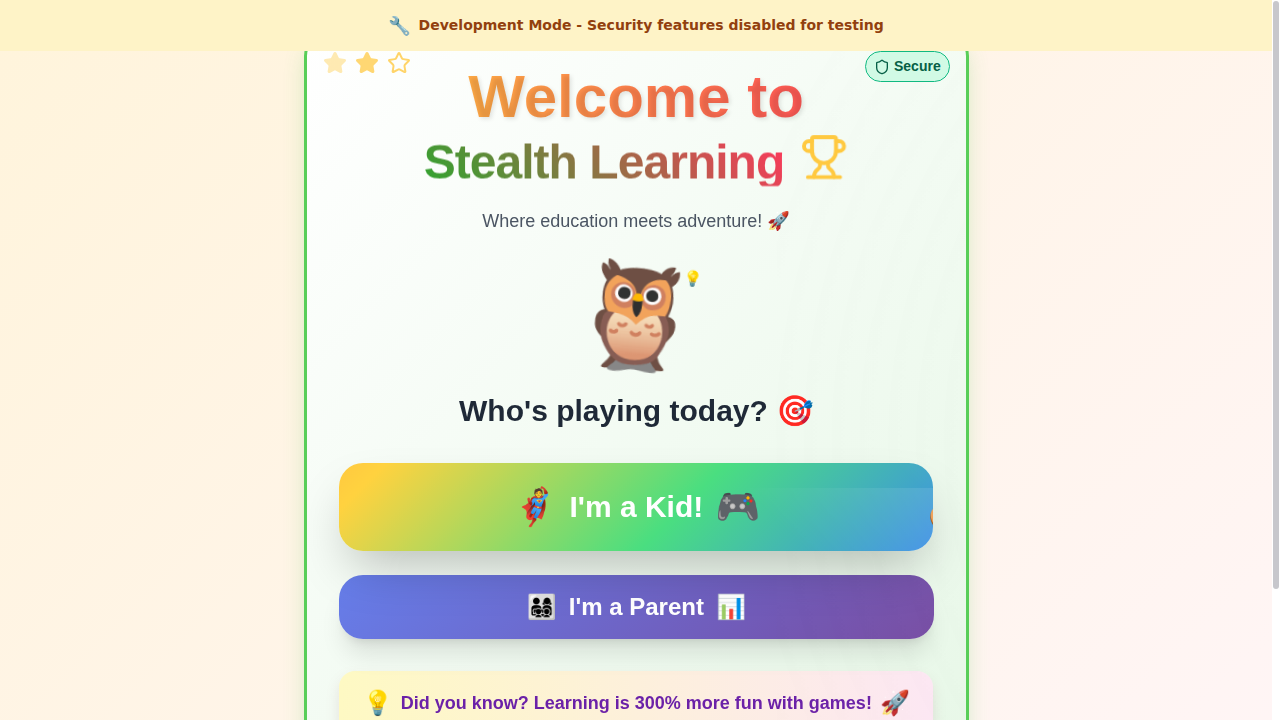 🔧 Development Mode - Security features disabled for testing
Secure
Welcome to
Stealth Learning
Where education meets adventure! 🚀
Who's playing today? 🎯
🦸 I'm a Kid! 🎮
👨‍👩‍👧‍👦 I'm a Parent 📊
💡 Did you know? Learning is 300% more fun with games! 🚀